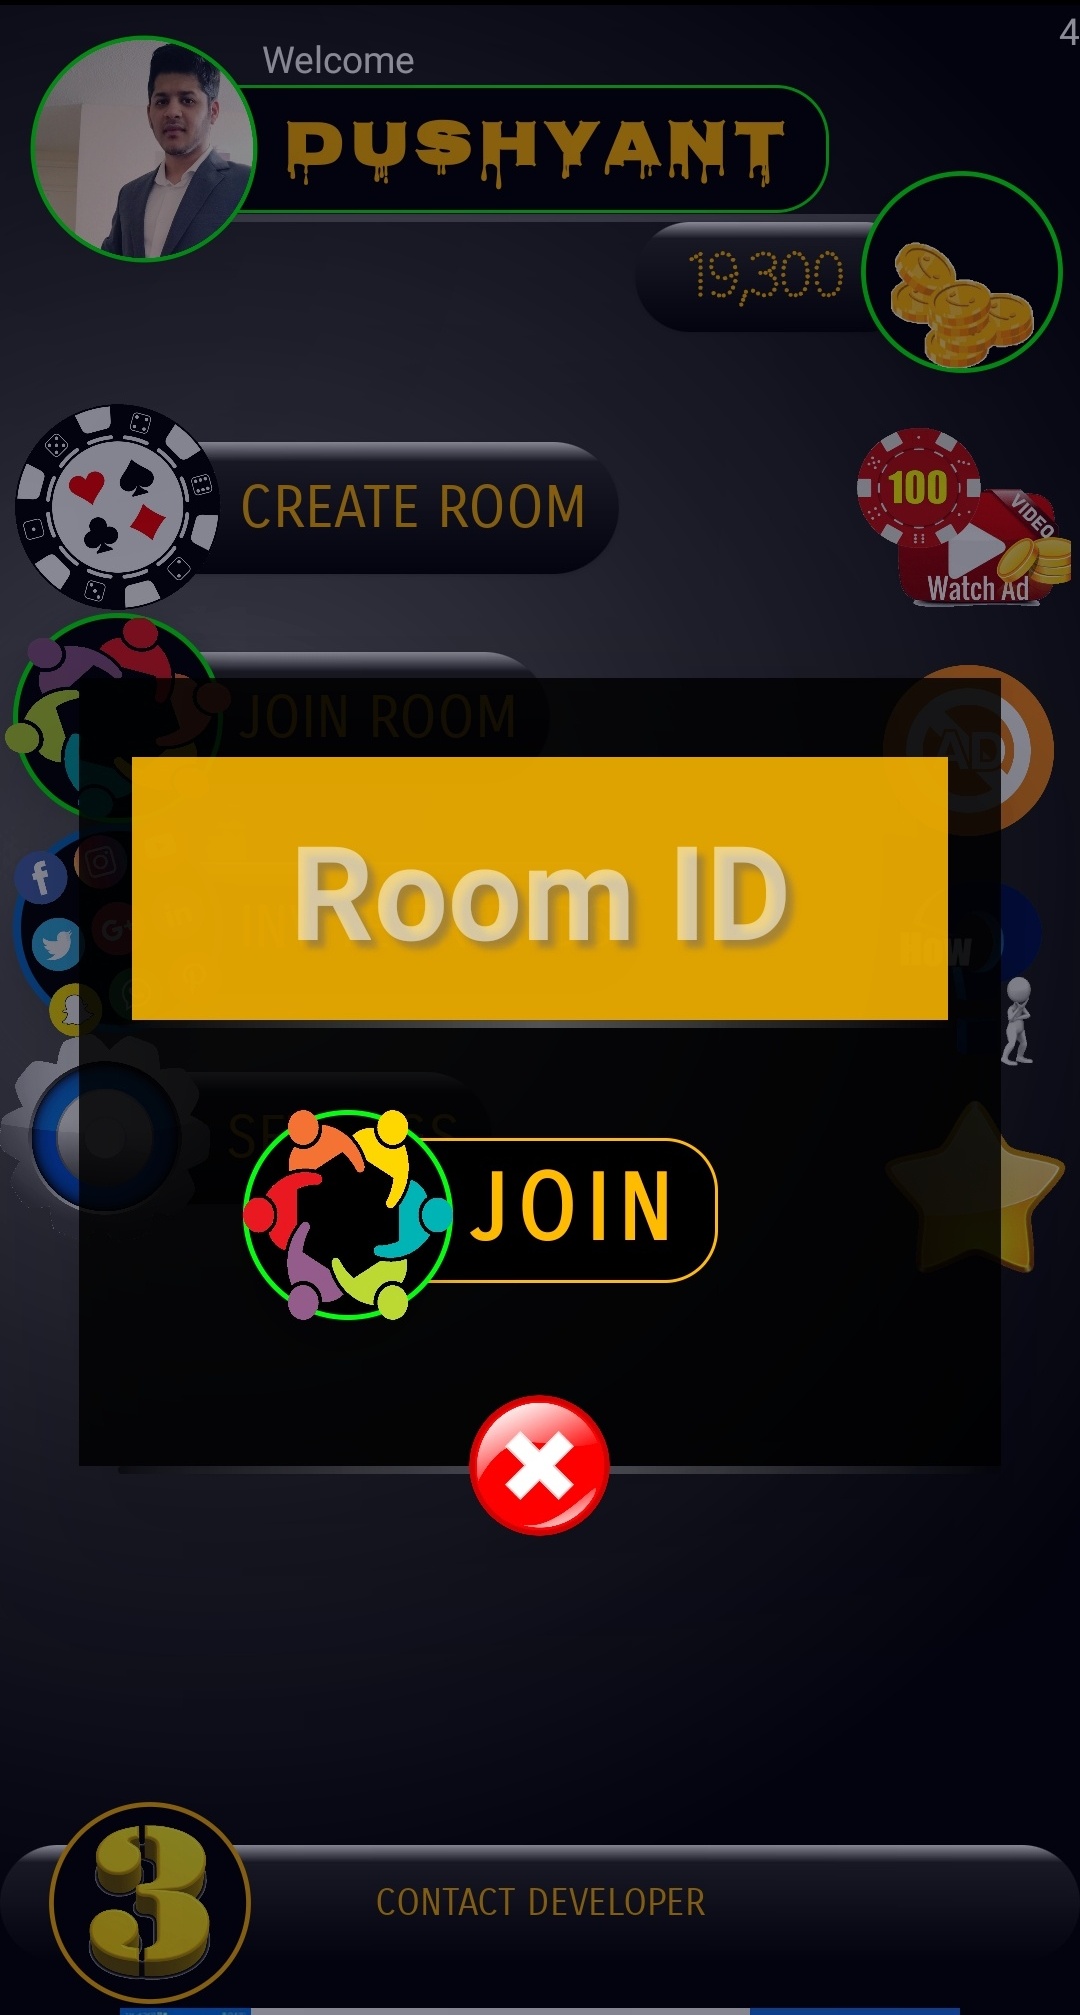 4
Welcome
DUSHYANT
19,300
CREATE ROOM
100
VIDEO
Watch Ad
JOIN ROOM
AD
Room ID
How
JOIN
3
CONTACT DEVELOPER